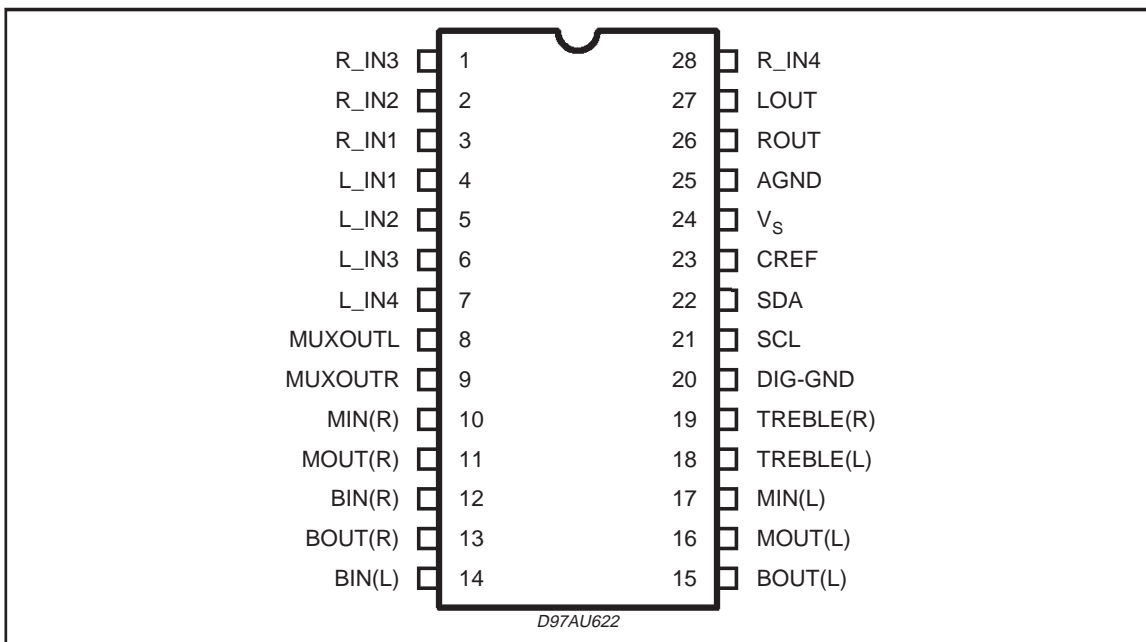 R_IN3 1 28 R_IN4
R_IN2 2 27 LOUT
R_IN1 3 26 ROUT
L_IN1 4 25 AGND
L_IN2 5 24 VS
L_IN3 6 23 CREF
L_IN4 7 22 SDA
MUXOUTL 8 21 SCL
MUXOUTR 9 20 DIG-GND
MIN(R) 10 19 TREBLE(R)
MOUT(R) 11 18 TREBLE(L)
BIN(R) 12 17 MIN(L)
BOUT(R) 13 16 MOUT(L)
BIN(L) 14 15 BOUT(L)
D97AU622